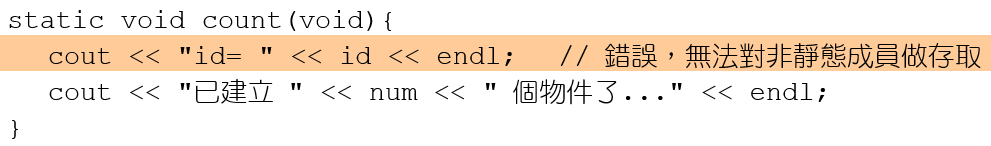 static void count(void){
cout << "id= " << id << endl; // 錯誤，無法對非靜態成員做存取
cout << "已建立 " << num << " 個物件了..." << endl;
}